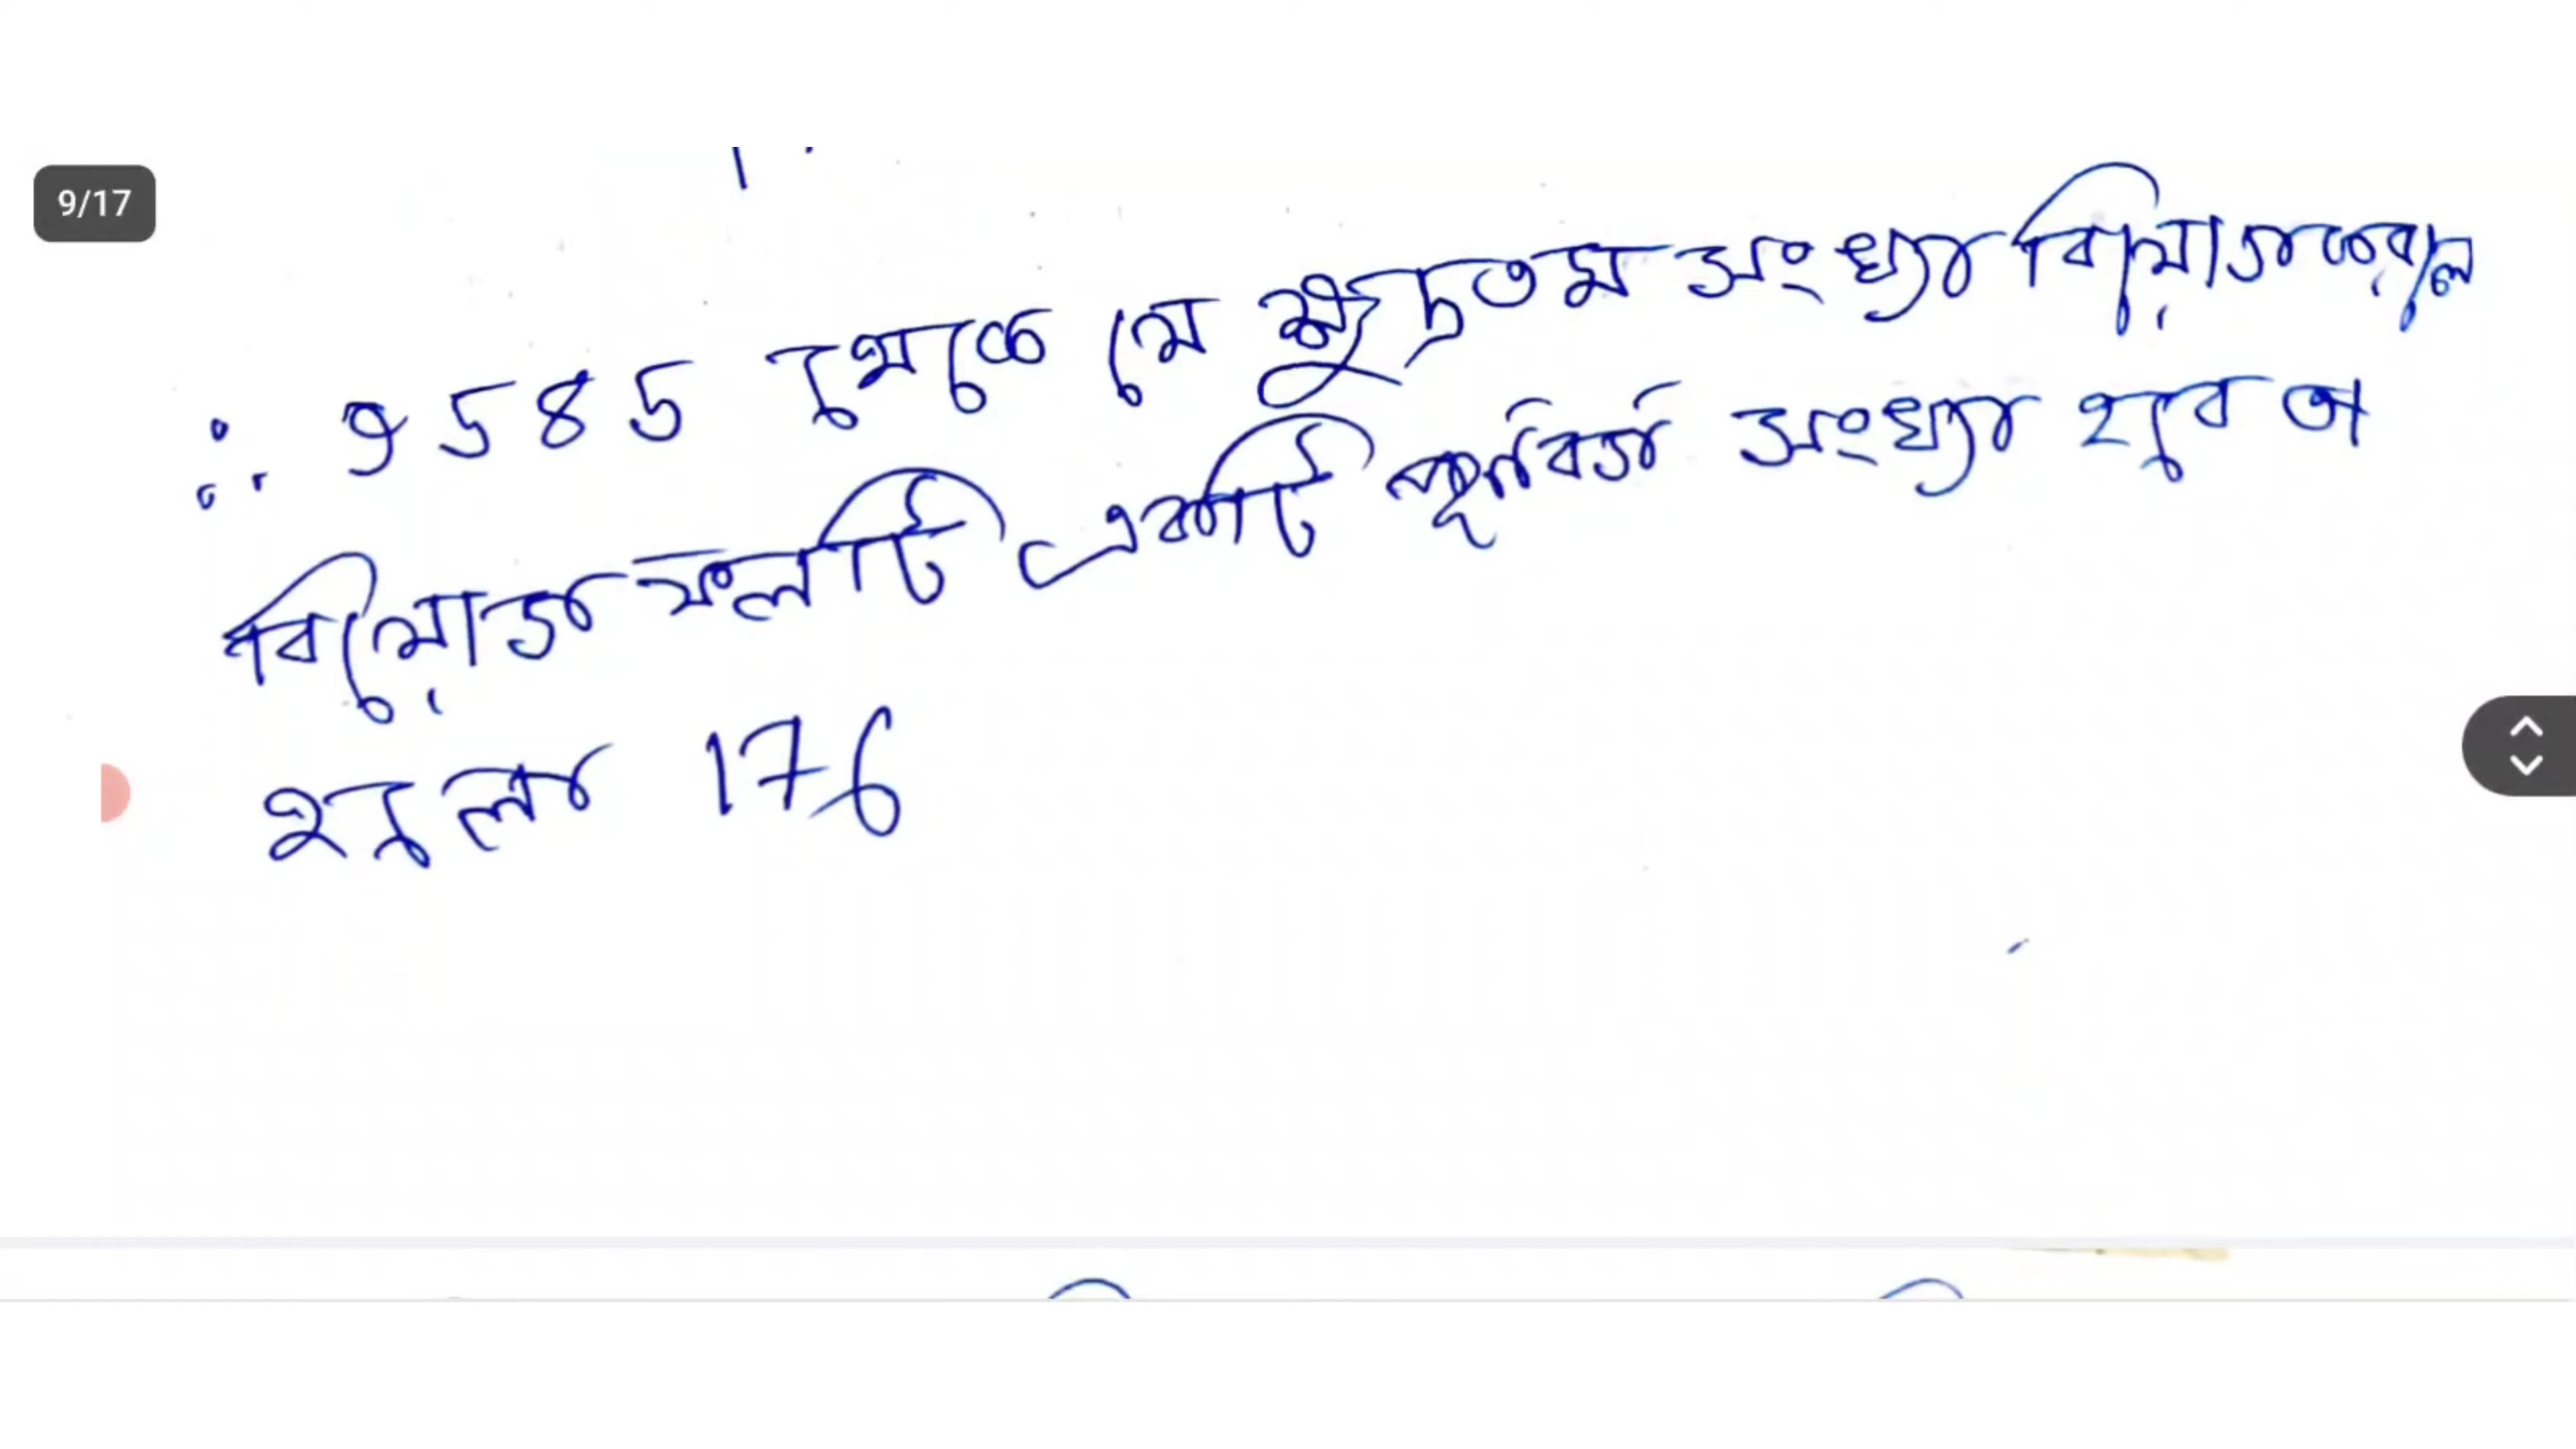 9/17
∴ 9585 থেকে যে ক্ষুদ্রতম সংখ্যা বিয়োগ করলে
বিয়োগফলটি একটি পূর্ণবর্গ সংখ্যা হবে তা
হলো 176